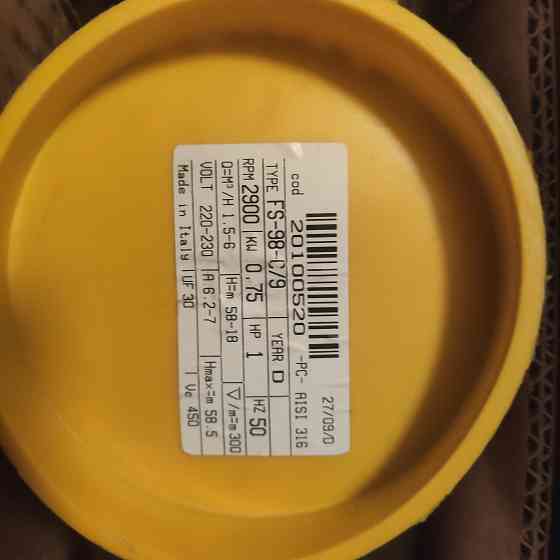 27/09/0
cod 20100520 -PC- AISI 316
TYPE FS-98-C/9 YEAR D
RPM 2900 KW 0,75 HP 1 HZ 50
Q=M³/H 1.5-6 H=m 58-18 ∇/m=m 300
VOLT 220-230 A 6.2-7 Hmax=m 58.5
Made in Italy UF 30 Vc 450